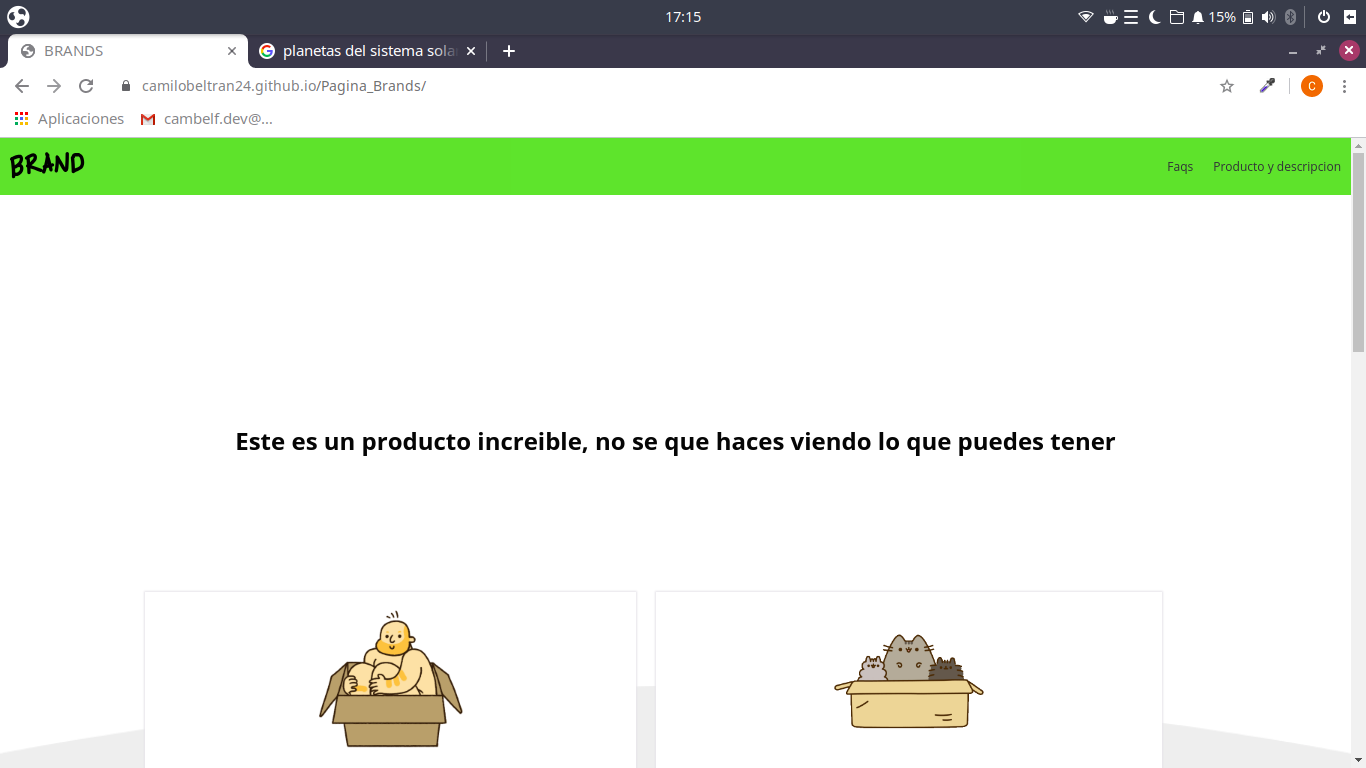 17:15
15%
BRANDS
planetas del sistema sola
camilobeltran24.github.io/Pagina_Brands/
C
Aplicaciones
cambelf.dev@...
BRAND
Faqs
Producto y descripcion
Este es un producto increible, no se que haces viendo lo que puedes tener